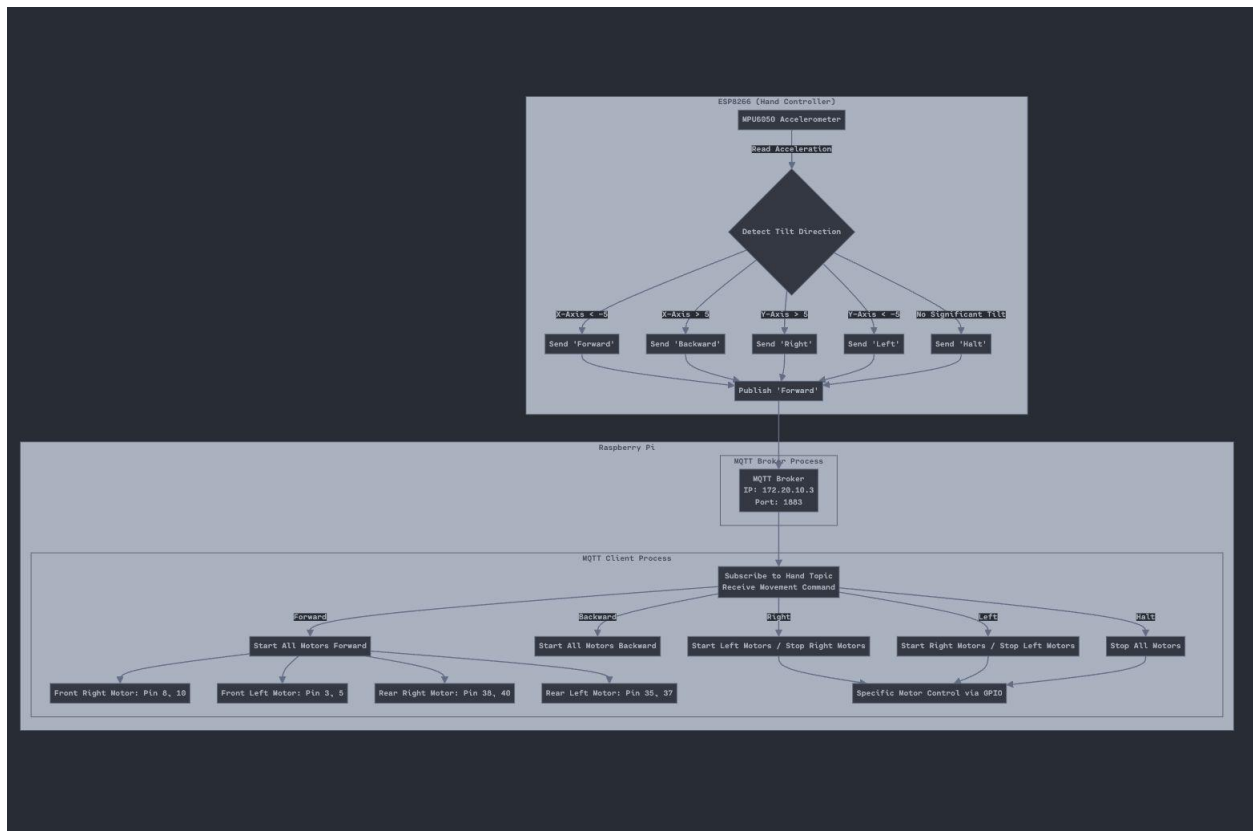 ESP8266 (Hand Controller)
MPU6050 Accelerometer
Read Acceleration
Detect Tilt Direction
X-Axis < -5
X-Axis > 5
Y-Axis > 5
Y-Axis < -5
No Significant Tilt
Send 'Forward'
Send 'Backward'
Send 'Right'
Send 'Left'
Send 'Halt'
Publish 'Forward'
Raspberry Pi
MQTT Broker Process
MQTT Broker
IP: 172.20.10.3
Port: 1883
MQTT Client Process
Subscribe to Hand Topic
Receive Movement Command
Forward
Backward
Right
Left
Halt
Start All Motors Forward
Start All Motors Backward
Start Left Motors / Stop Right Motors
Start Right Motors / Stop Left Motors
Stop All Motors
Front Right Motor: Pin 8, 10
Front Left Motor: Pin 3, 5
Rear Right Motor: Pin 38, 40
Rear Left Motor: Pin 35, 37
Specific Motor Control via GPIO